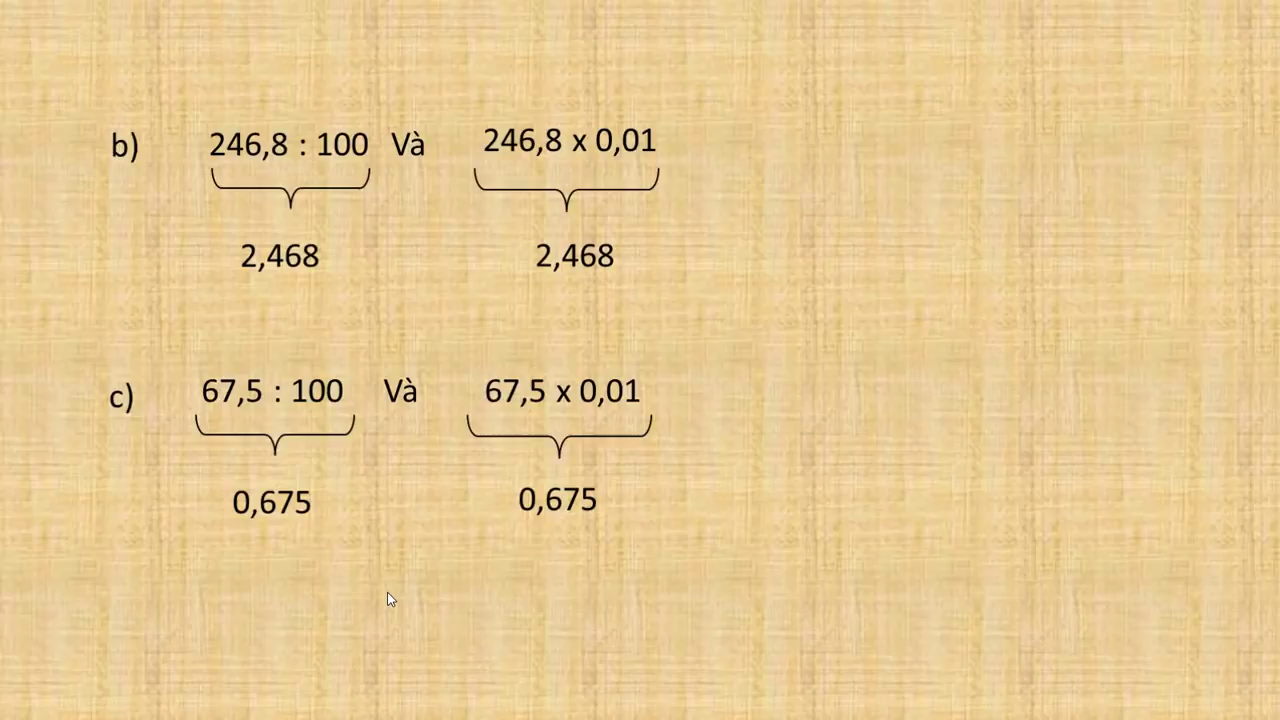 b) 246,8 : 100 Và 246,8 x 0,01
2,468 2,468
c) 67,5 : 100 Và 67,5 x 0,01
0,675 0,675